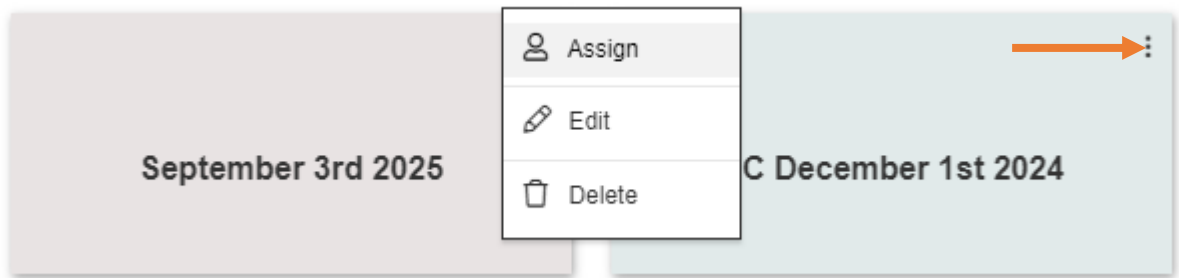 Assign
Edit
September 3rd 2025
C December 1st 2024
Delete